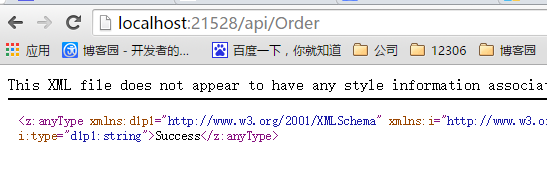 localhost:21528/api/Order
应用 博客园 - 开发者的... 百度一下，你就知道 公司 12306 博客园
This XML file does not appear to have any style information associat
<z:anyType xmlns:d1p1="http://www.w3.org/2001/XMLSchema" xmlns:i="http://www.w3.o
i:type="d1p1:string">Success</z:anyType>